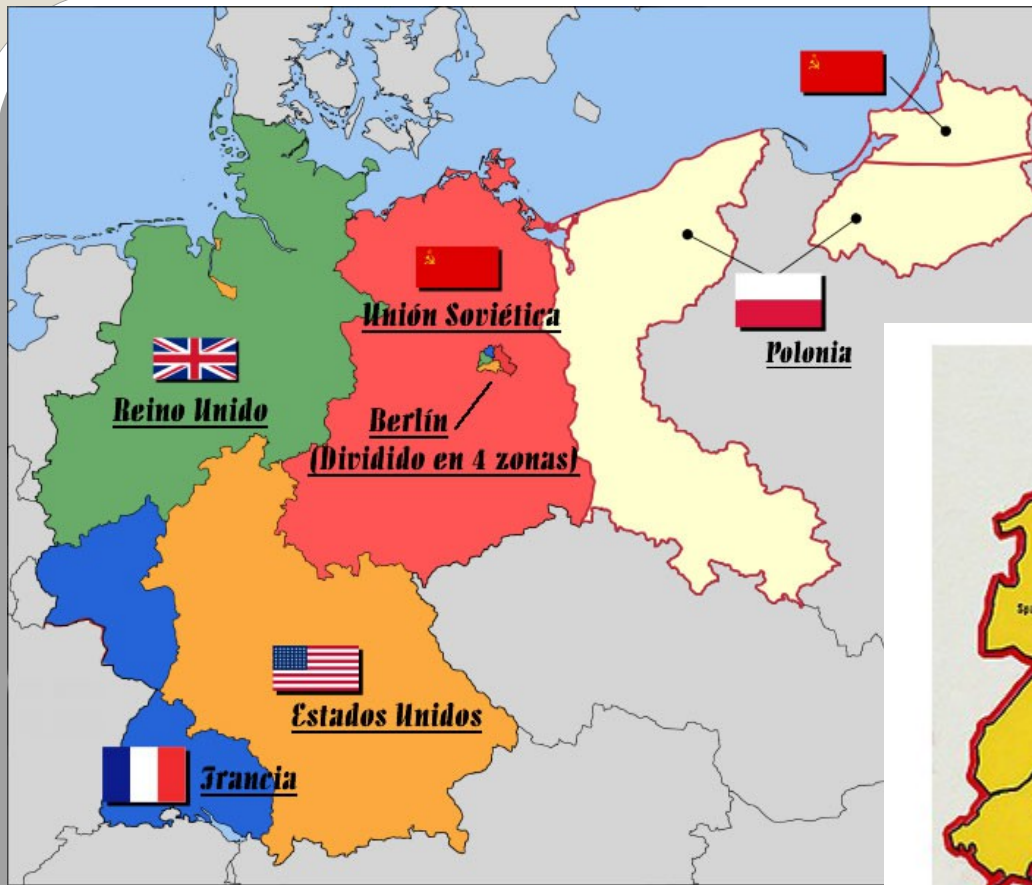 Unión Soviética
Polonia
Reino Unido
Berlín
(Dividido en 4 zonas)
Estados Unidos
Francia